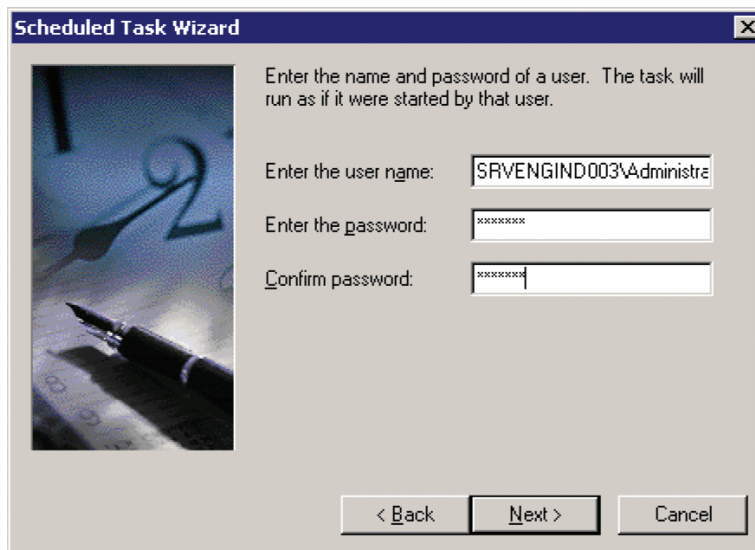 Scheduled Task Wizard
Enter the name and password of a user. The task will
run as if it were started by that user.
Enter the user name:
SRVENGIND003\Administra
Enter the password:
*******
Confirm password:
*******
< Back
Next >
Cancel